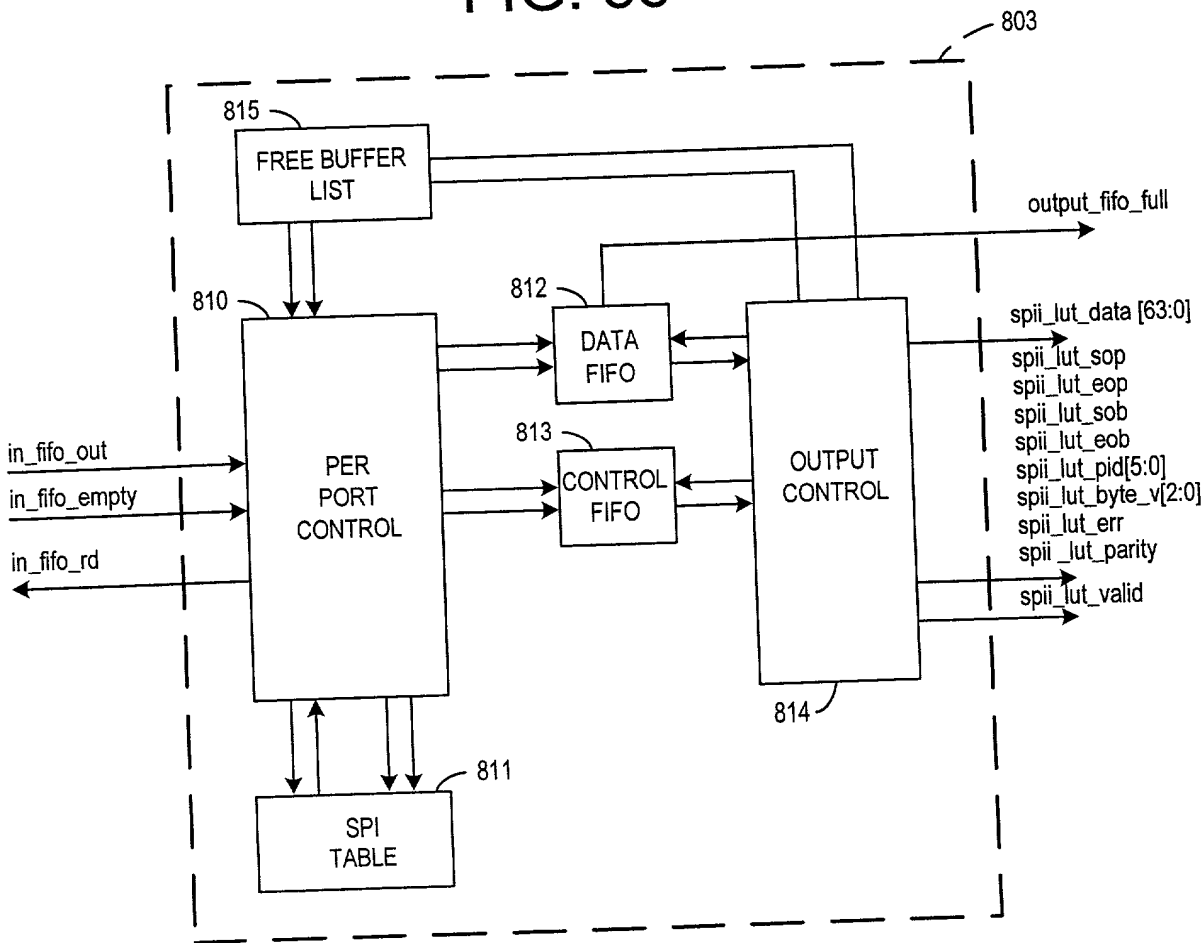 803
815
FREE BUFFER
LIST
output_fifo_full
810
812
DATA
FIFO
spii_lut_data [63:0]
spii_lut_sop
spii_lut_eop
spii_lut_sob
spii_lut_eob
spii_lut_pid[5:0]
spii_lut_byte_v[2:0]
spii_lut_err
spii _lut_parity
spii_lut_valid
in_fifo_out
in_fifo_empty
in_fifo_rd
PER
PORT
CONTROL
813
CONTROL
FIFO
OUTPUT
CONTROL
814
811
SPI
TABLE